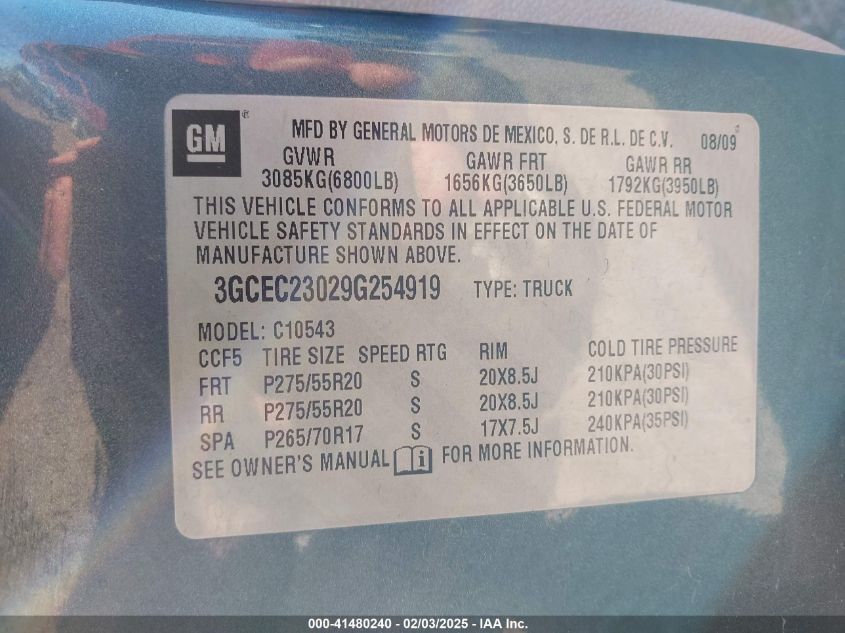 GM ® MFD BY GENERAL MOTORS DE MEXICO, S. DE R.L. DE C.V. 08/09
GVWR GAWR FRT GAWR RR
3085KG(6800LB) 1656KG(3650LB) 1792KG(3950LB)
THIS VEHICLE CONFORMS TO ALL APPLICABLE U.S. FEDERAL MOTOR
VEHICLE SAFETY STANDARDS IN EFFECT ON THE DATE OF
MANUFACTURE SHOWN ABOVE.
3GCEC23029G254919 TYPE: TRUCK
MODEL: C10543
CCF5 TIRE SIZE SPEED RTG RIM COLD TIRE PRESSURE
FRT P275/55R20 S 20X8.5J 210KPA(30PSI)
RR P275/55R20 S 20X8.5J 210KPA(30PSI)
SPA P265/70R17 S 17X7.5J 240KPA(35PSI)
SEE OWNER'S MANUAL i FOR MORE INFORMATION.
000-41480240 - 02/03/2025 - IAA Inc.